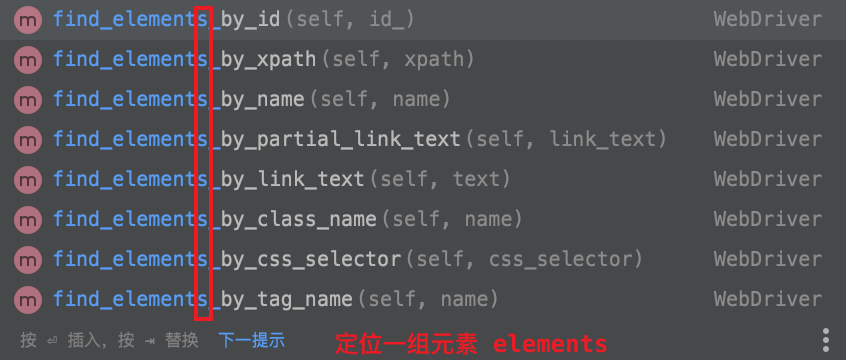 m find_elements_by_id(self, id_) WebDriver
m find_elements_by_xpath(self, xpath) WebDriver
m find_elements_by_name(self, name) WebDriver
m find_elements_by_partial_link_text(self, link_text) WebDriver
m find_elements_by_link_text(self, text) WebDriver
m find_elements_by_class_name(self, name) WebDriver
m find_elements_by_css_selector(self, css_selector) WebDriver
m find_elements_by_tag_name(self, name) WebDriver
按 ⏎ 插入，按 ⇥ 替换 下一提示
定位一组元素 elements